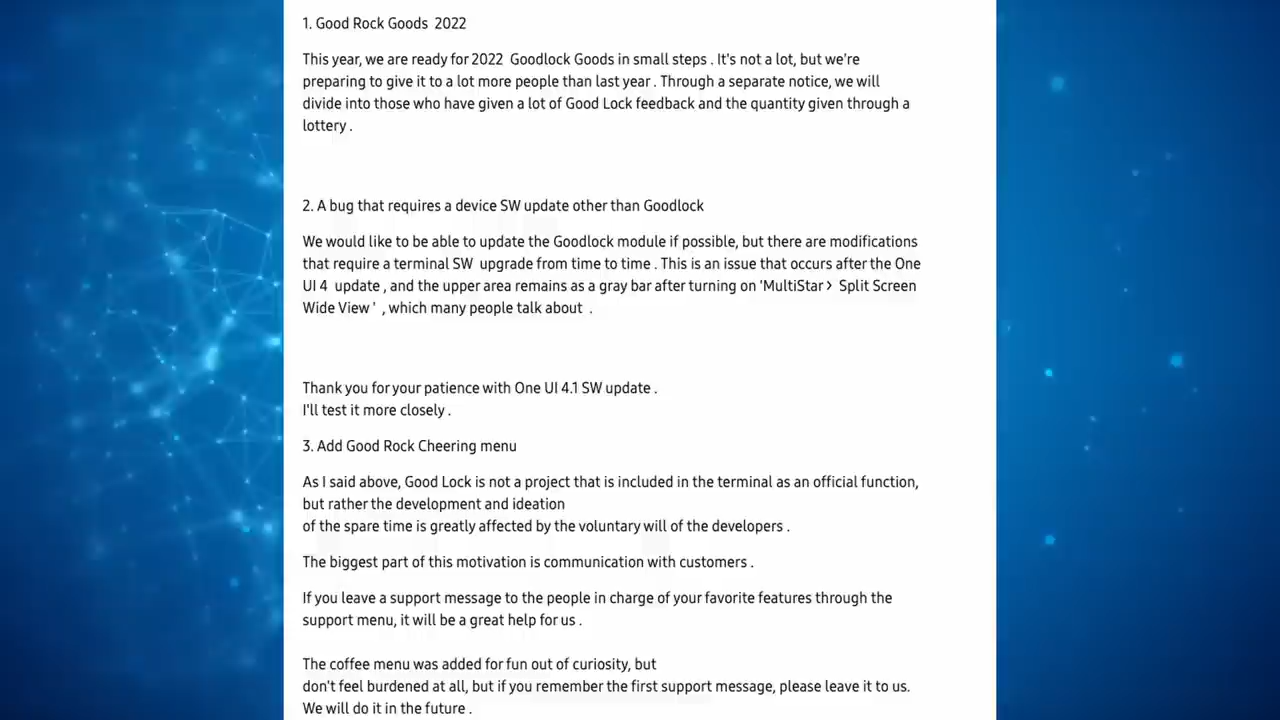 1. Good Rock Goods 2022
This year, we are ready for 2022 Goodlock Goods in small steps . It's not a lot, but we're
preparing to give it to a lot more people than last year . Through a separate notice, we will
divide into those who have given a lot of Good Lock feedback and the quantity given through a
lottery .
2. A bug that requires a device SW update other than Goodlock
We would like to be able to update the Goodlock module if possible, but there are modifications
that require a terminal SW upgrade from time to time . This is an issue that occurs after the One
UI 4 update , and the upper area remains as a gray bar after turning on 'MultiStar> Split Screen
Wide View ' , which many people talk about .
Thank you for your patience with One UI 4.1 SW update .
I'll test it more closely .
3. Add Good Rock Cheering menu
As I said above, Good Lock is not a project that is included in the terminal as an official function,
but rather the development and ideation
of the spare time is greatly affected by the voluntary will of the developers .
The biggest part of this motivation is communication with customers .
If you leave a support message to the people in charge of your favorite features through the
support menu, it will be a great help for us .
The coffee menu was added for fun out of curiosity, but
don't feel burdened at all, but if you remember the first support message, please leave it to us.
We will do it in the future .